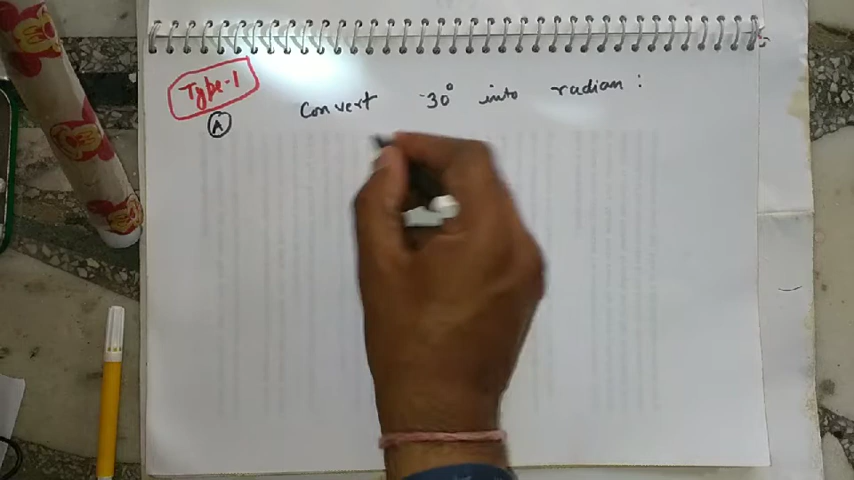 Type-1
Convert -30° into radian :
A